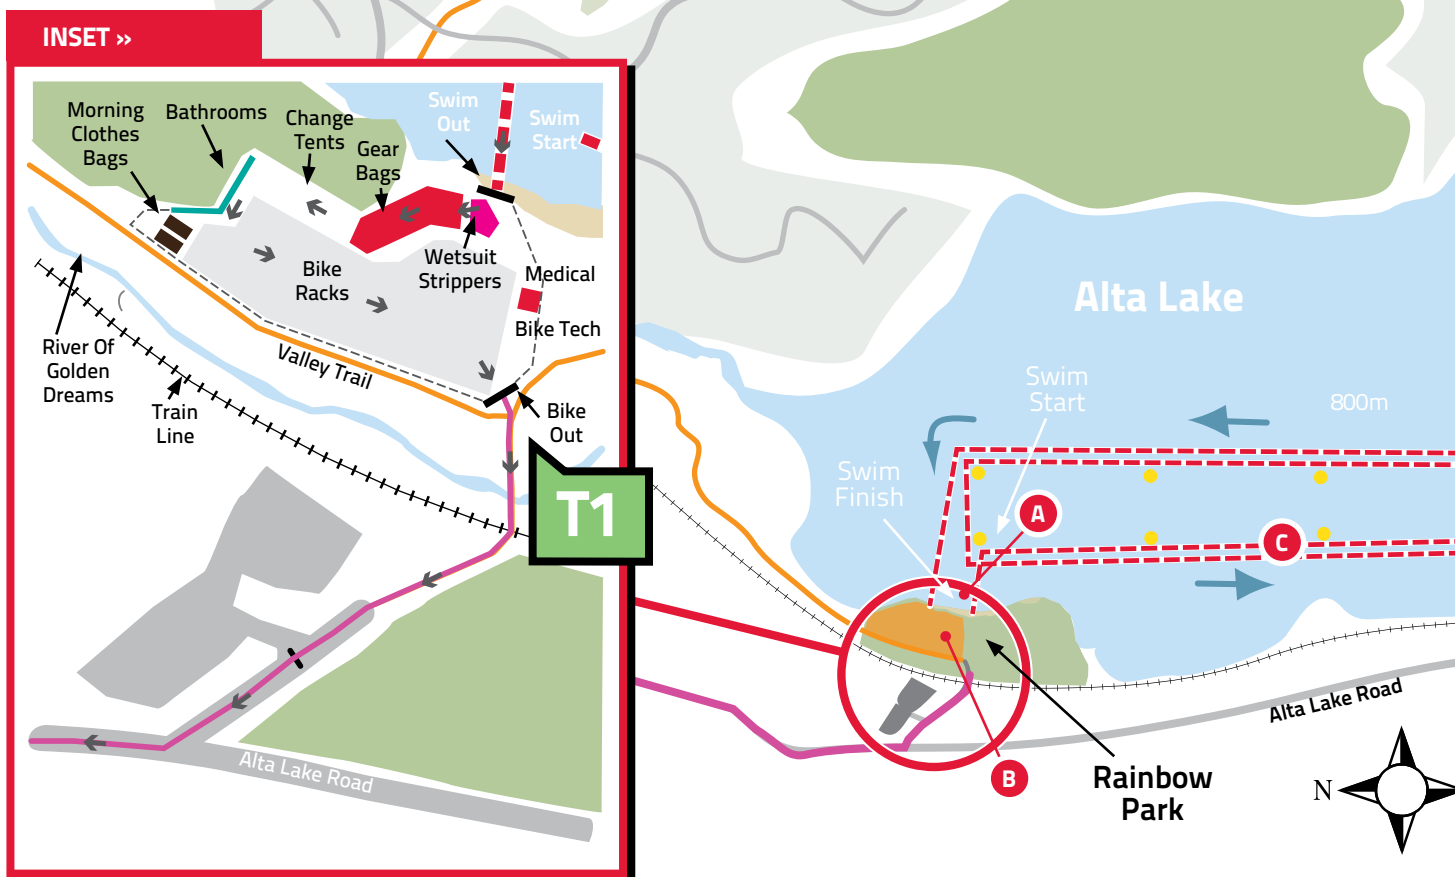 INSET »
Morning
Clothes
Bags
Bathrooms
Change
Tents
Gear
Bags
Swim
Out
Swim
Start
Wetsuit
Strippers
Medical
Bike Tech
Bike
Racks
Valley Trail
River Of
Golden
Dreams
Train
Line
Bike
Out
T1
Alta Lake Road
Alta Lake
Swim
Start
800m
Swim
Finish
A
C
B
Rainbow
Park
Alta Lake Road
N